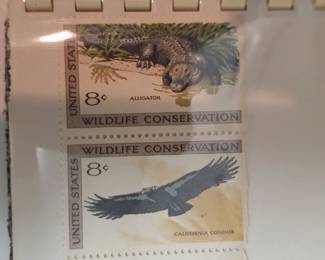 UNITED STATES
8¢
ALLIGATOR
WILDLIFE CONSERVATION
WILDLIFE CONSERVATION
UNITED STATES
8¢
CALIFORNIA CONDOR